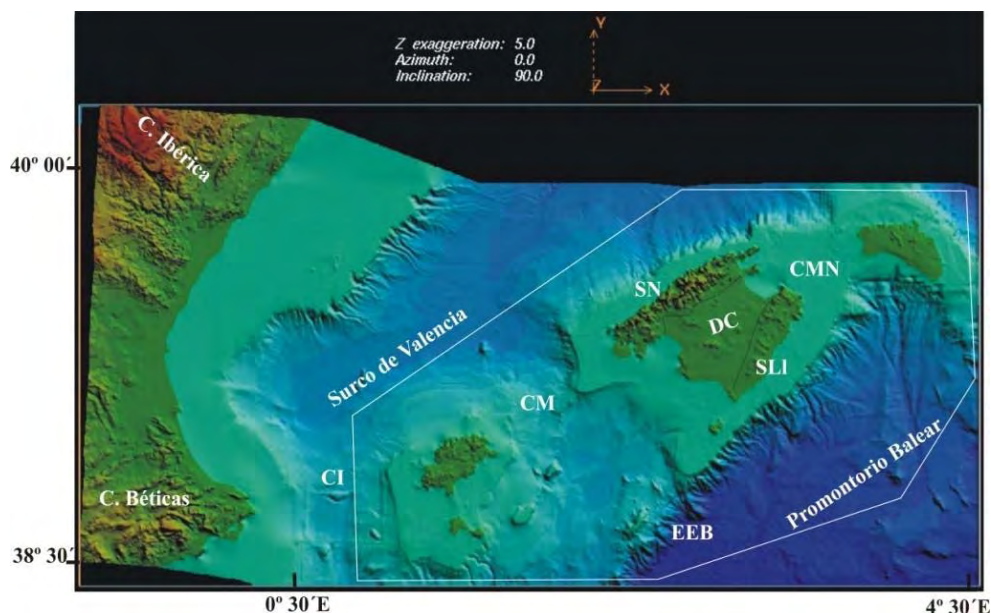 Z exaggeration: 5.0
Azimuth: 0.0
Inclination: 90.0
Y
Z
X
C. Ibérica
40º 00´
SN
CMN
DC
Surco de Valencia
SLl
CM
CI
Promontorio Balear
C. Béticas
EEB
38º 30´
0º 30´E
4º 30´E